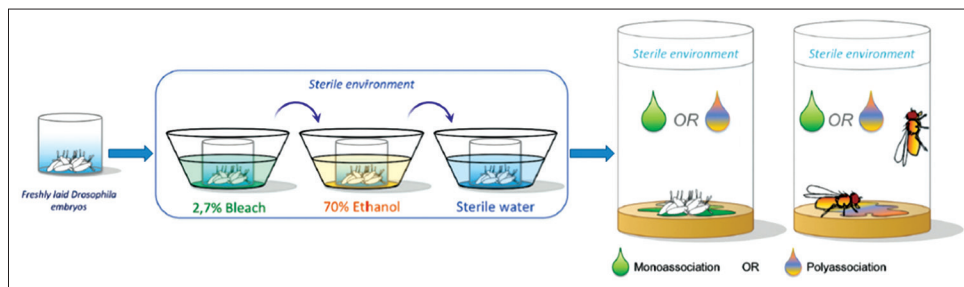 Freshly laid Drosophila
embryos
Sterile environment
2,7% Bleach
70% Ethanol
Sterile water
Sterile environment
OR
Sterile environment
OR
Monoassociation OR Polyassociation